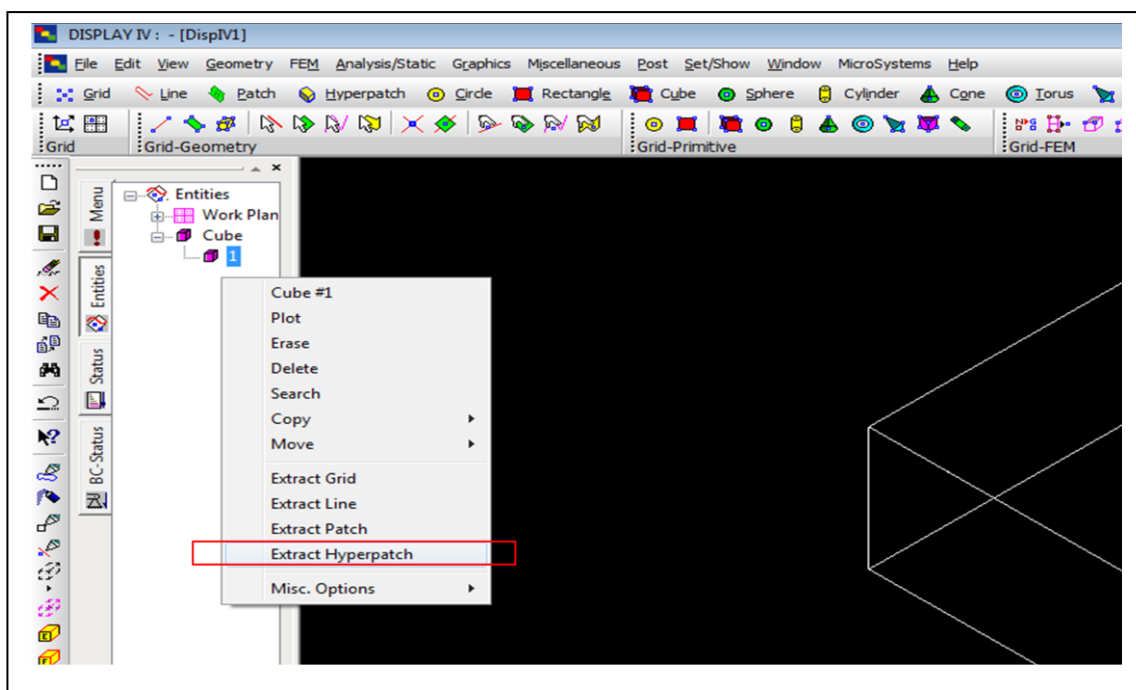 DISPLAY IV : - [DispIV1]
File Edit View Geometry FEM Analysis/Static Graphics Miscellaneous Post Set/Show Window MicroSystems Help
Grid Line Patch Hyperpatch Circle Rectangle Cube Sphere Cylinder Cone Torus
Grid Grid-Geometry Grid-Primitive Grid-FEM
Menu
Entities
Status
BC-Status
Entities
Work Plan
Cube
1
Cube #1
Plot
Erase
Delete
Search
Copy
Move
Extract Grid
Extract Line
Extract Patch
Extract Hyperpatch
Misc. Options